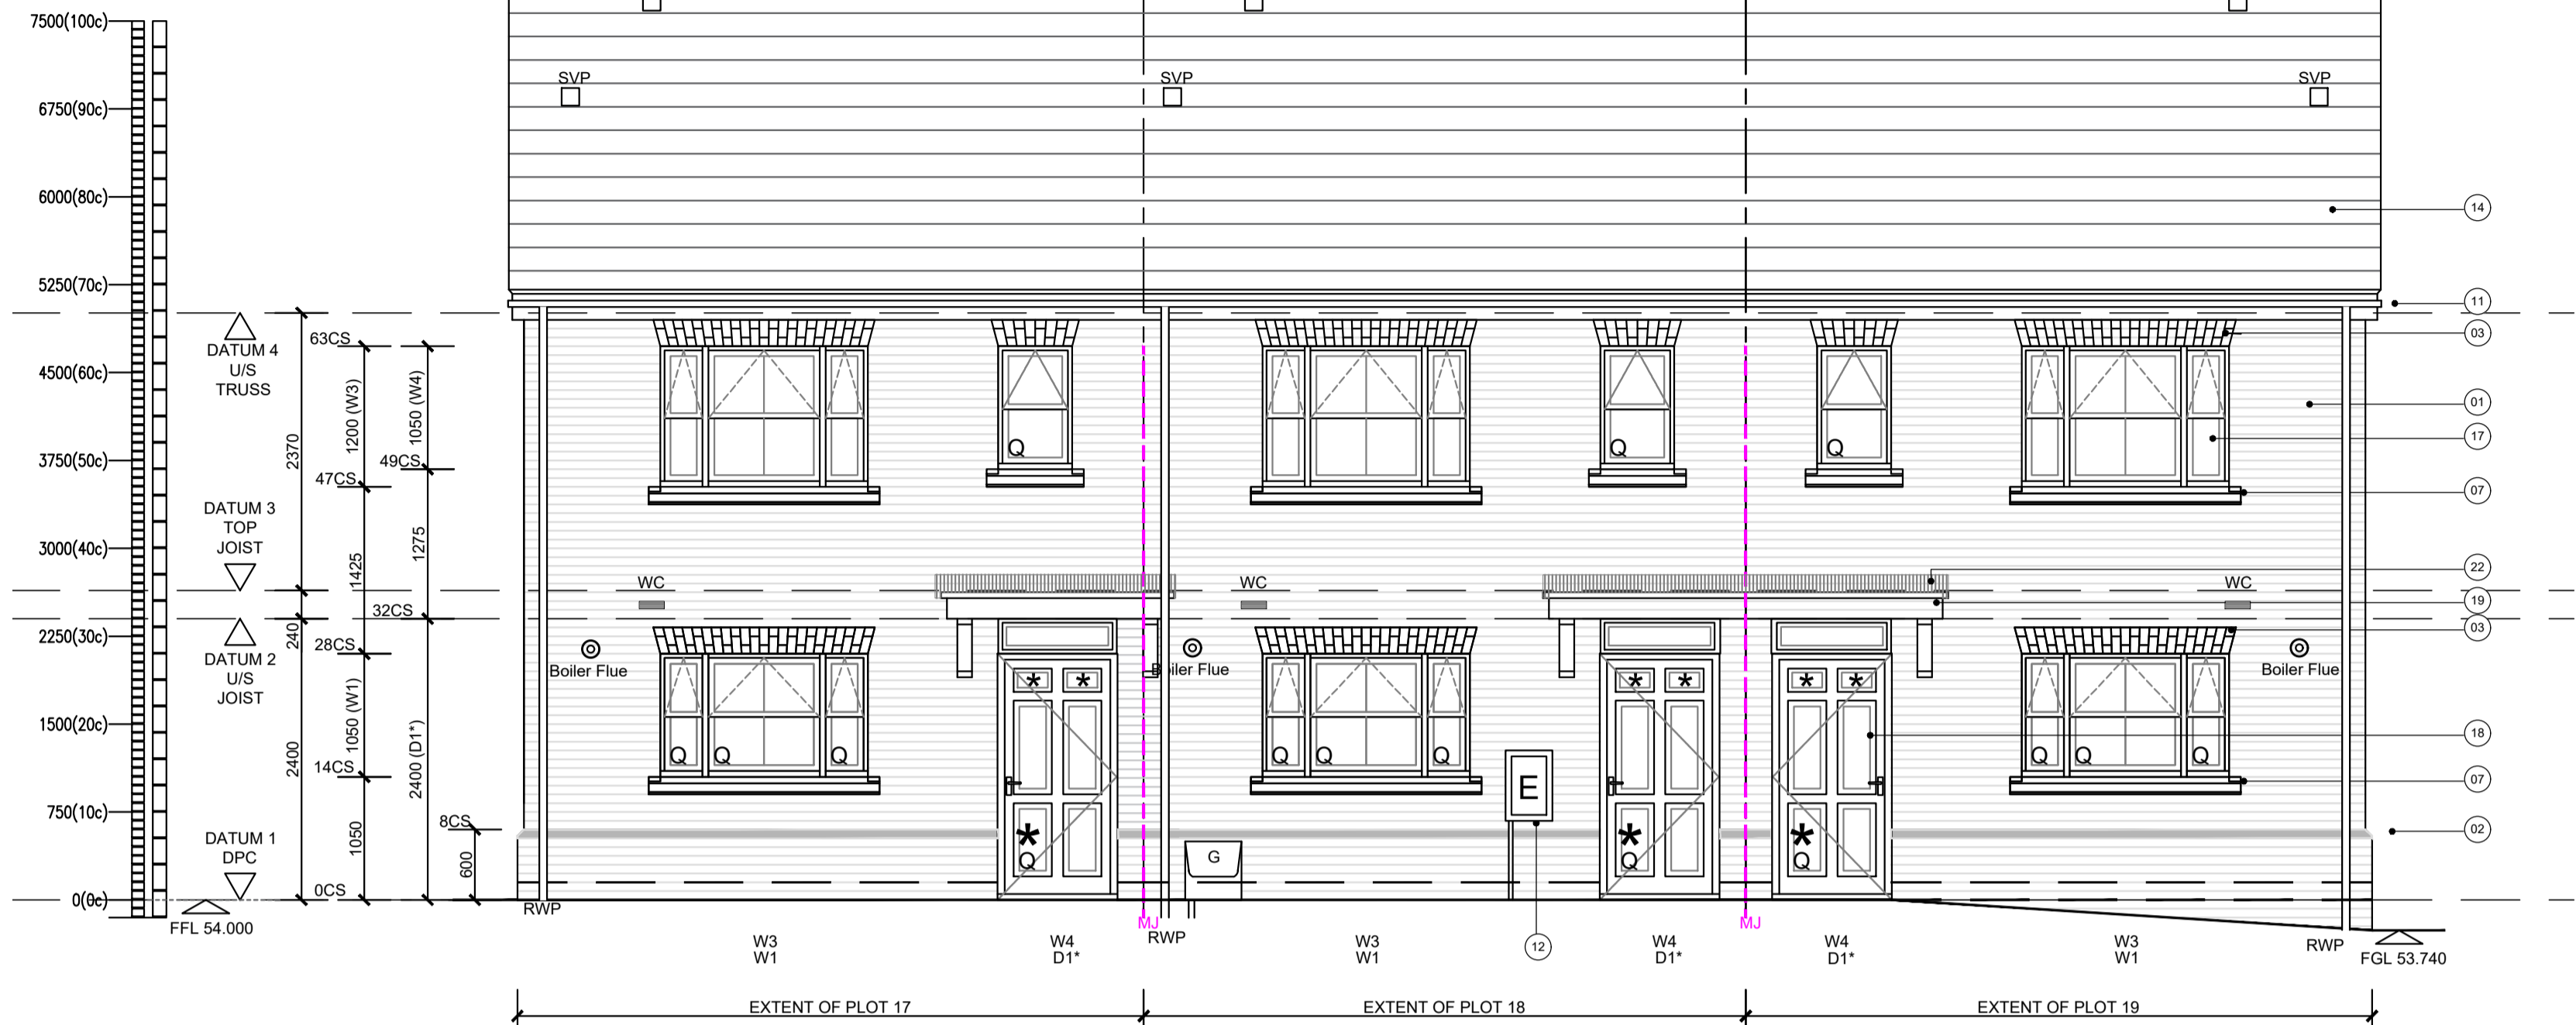 7500(100c)
SVP
SVP
SVP
6750(90c)
6000(80c)
14
5250(70c)
11
63CS
03
DATUM 4
U/S
TRUSS
4500(60c)
1200 (W3)
1050 (W4)
01
2370
17
Q
Q
Q
3750(50c)
49CS
47CS
07
DATUM 3
TOP
JOIST
3000(40c)
1425
1275
22
WC
WC
WC
19
32CS
03
2250(30c)
240
28CS
DATUM 2
U/S
JOIST
Boiler Flue
Boiler Flue
Boiler Flue
* *
* *
* *
1500(20c)
1050 (W1)
2400
2400 (D1*)
18
Q Q Q
Q Q Q
Q Q Q
14CS
07
E
750(10c)
8CS
02
DATUM 1
DPC
1050
600
*
Q
G
*
Q
*
Q
0CS
0(0c)
RWP
FFL 54.000
MJ
RWP
MJ
RWP
FGL 53.740
12
W3
W1
W4
D1*
W3
W1
W4
D1*
W4
D1*
W3
W1
EXTENT OF PLOT 17
EXTENT OF PLOT 18
EXTENT OF PLOT 19